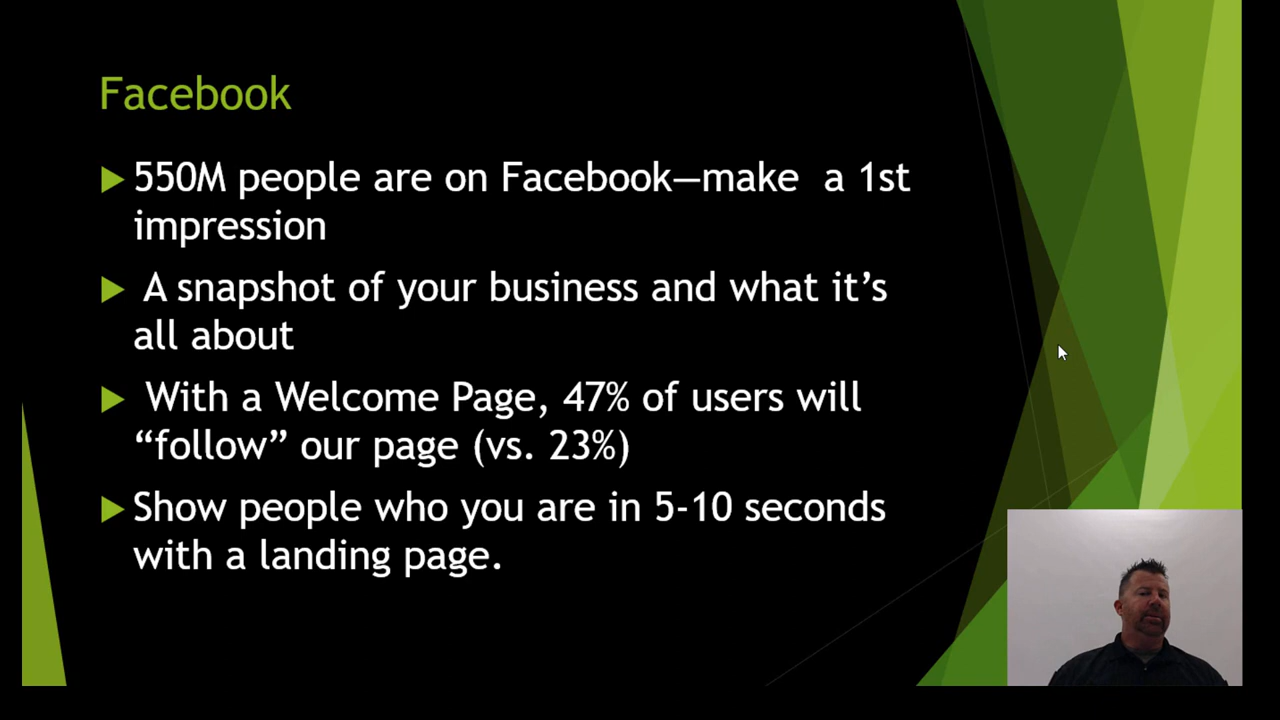 Facebook
550M people are on Facebook—make  a 1st
impression
A snapshot of your business and what it’s
all about
With a Welcome Page, 47% of users will
“follow” our page (vs. 23%)
Show people who you are in 5-10 seconds
with a landing page.